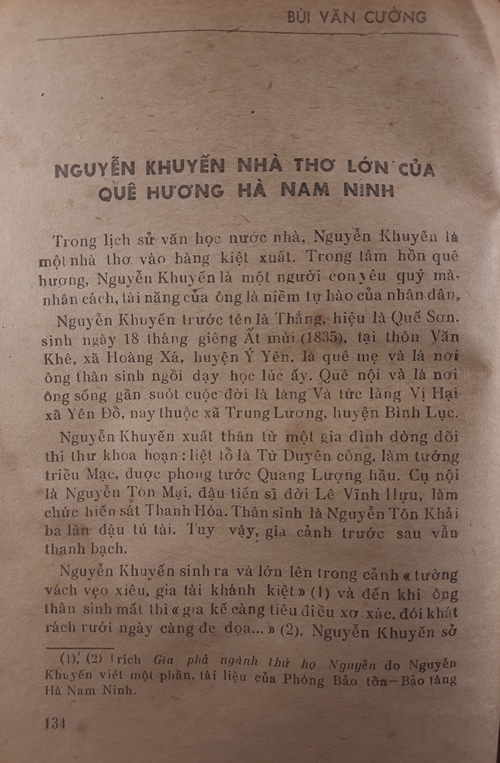 BÙI VĂN CƯỜNG
NGUYỄN KHUYẾN NHÀ THƠ LỚN CỦA
QUÊ HƯƠNG HÀ NAM NINH
Trong lịch sử văn học nước nhà, Nguyễn Khuyến là
một nhà thơ vào hàng kiệt xuất. Trong tâm hồn quê
hương, Nguyễn Khuyến là một người con yêu quý mà
nhân cách, tài năng của ông là niềm tự hào của nhân dân.
Nguyễn Khuyến trước tên là Thắng, hiệu là Quế Sơn.
sinh ngày 18 tháng giêng Ất mùi (1835), tại thôn Văn
Khê, xã Hoàng Xá, huyện Ý Yên, là quê mẹ và là nơi
ông thân sinh ngồi dạy học lúc ấy. Quê nội và là nơi
ông sống gần suốt cuộc đời là làng Và tức làng Vị Hạ
xã Yên Đỗ, nay thuộc xã Trung Lương, huyện Bình Lục.
Nguyễn Khuyến xuất thân từ một gia đình dòng dõi
thi thư khoa hoạn : liệt tổ là Từ Duyên công, làm tướng
triều Mạc, được phong tước Quang Lượng hầu. Cụ nội
là Nguyễn Tôn Mại, đậu tiến sĩ đời Lê Vĩnh Hựu, làm
chức hiến sát Thanh Hóa. Thân sinh là Nguyễn Tôn Khải
ba lần đậu tú tài. Tuy vậy, gia cảnh trước sau vẫn
thanh bạch.
Nguyễn Khuyến sinh ra và lớn lên trong cảnh « tường
vách vẹo xiêu, gia tài khánh kiệt » (1) và đến khi ông
thân sinh mất thì « gia kế càng tiêu điều xơ xác, đói khát
rách rưới ngày càng đe dọa... » (2). Nguyễn Khuyến sở
(1), (2) Trích Gia phả ngành thứ họ Nguyễn do Nguyễn
Khuyến viết một phần, tài liệu của Phòng Bảo tồn—Bảo tàng
Hà Nam Ninh.
134